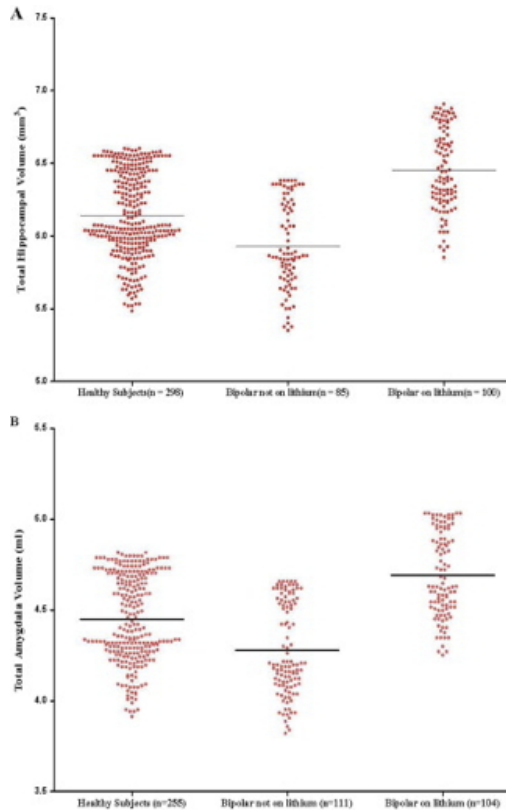 A
7.5
7.0
6.5
6.0
5.5
5.0
Total Hippocampal Volume (mm³)
Healthy Subjects(n = 298)
Bipolar not on lithium(n = 85)
Bipolar on lithium(n = 100)
B
5.5
5.0
4.5
4.0
3.5
Total Amygdala Volume (ml)
Healthy Subjects (n=255)
Bipolar not on lithium (n=111)
Bipolar on lithium (n=104)